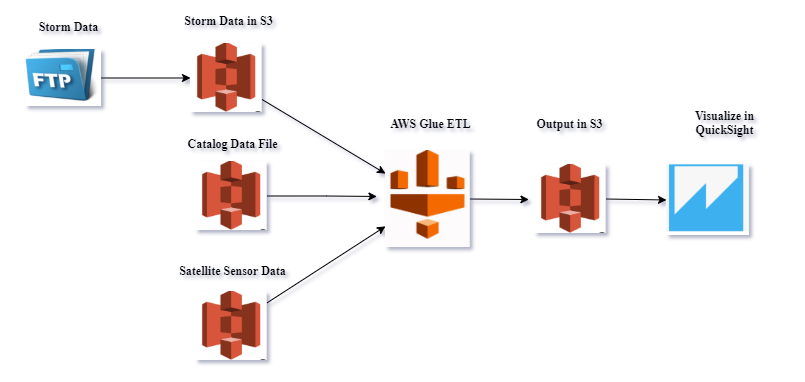 Storm Data
FTP
Storm Data in S3
Catalog Data File
Satellite Sensor Data
AWS Glue ETL
Output in S3
Visualize in
QuickSight